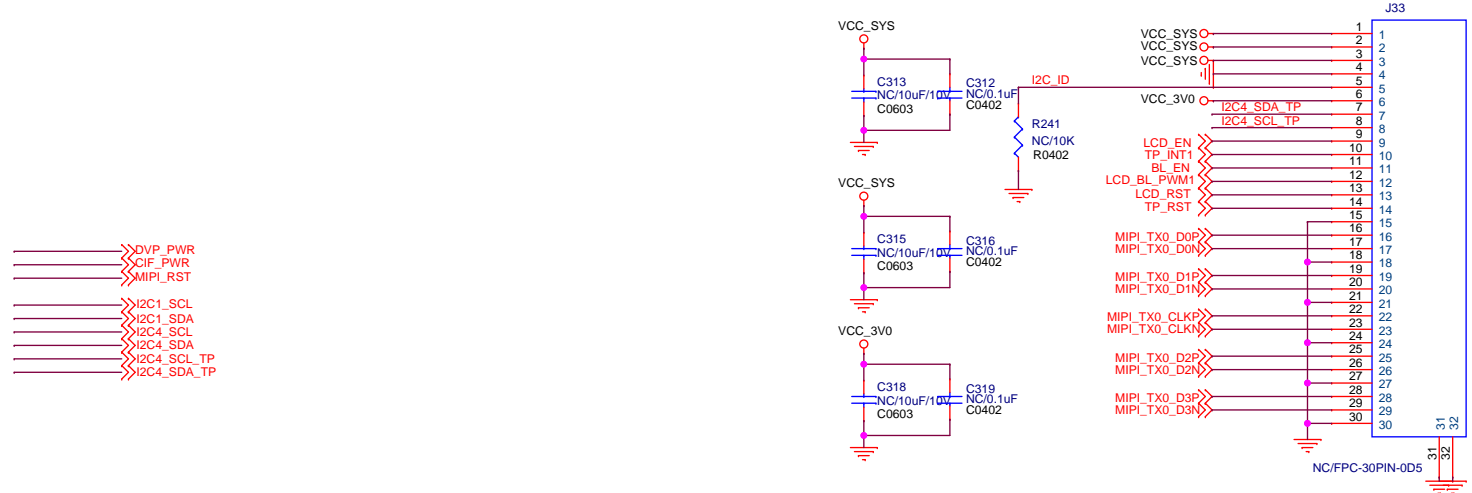 DVP_PWR
CIF_PWR
MIPI_RST
I2C1_SCL
I2C1_SDA
I2C4_SCL
I2C4_SDA
I2C4_SCL_TP
I2C4_SDA_TP
VCC_SYS
C313
NC/10uF/10V
C0603
C312
NC/0.1uF
C0402
VCC_SYS
C315
NC/10uF/10V
C0603
C316
NC/0.1uF
C0402
VCC_3V0
C318
NC/10uF/10V
C0603
C319
NC/0.1uF
C0402
I2C_ID
R241
NC/10K
R0402
J33
VCC_SYS 1 1
VCC_SYS 2 2
VCC_SYS 3 3
4 4
5 5
VCC_3V0 6 6
I2C4_SDA_TP 7 7
I2C4_SCL_TP 8 8
LCD_EN 9 9
TP_INT1 10 10
BL_EN 11 11
LCD_BL_PWM1 12 12
LCD_RST 13 13
TP_RST 14 14
15 15
MIPI_TX0_D0P 16 16
MIPI_TX0_D0N 17 17
18 18
MIPI_TX0_D1P 19 19
MIPI_TX0_D1N 20 20
21 21
MIPI_TX0_CLKP 22 22
MIPI_TX0_CLKN 23 23
24 24
MIPI_TX0_D2P 25 25
MIPI_TX0_D2N 26 26
27 27
MIPI_TX0_D3P 28 28
MIPI_TX0_D3N 29 29
30 30
31 32
31 32
NC/FPC-30PIN-0D5